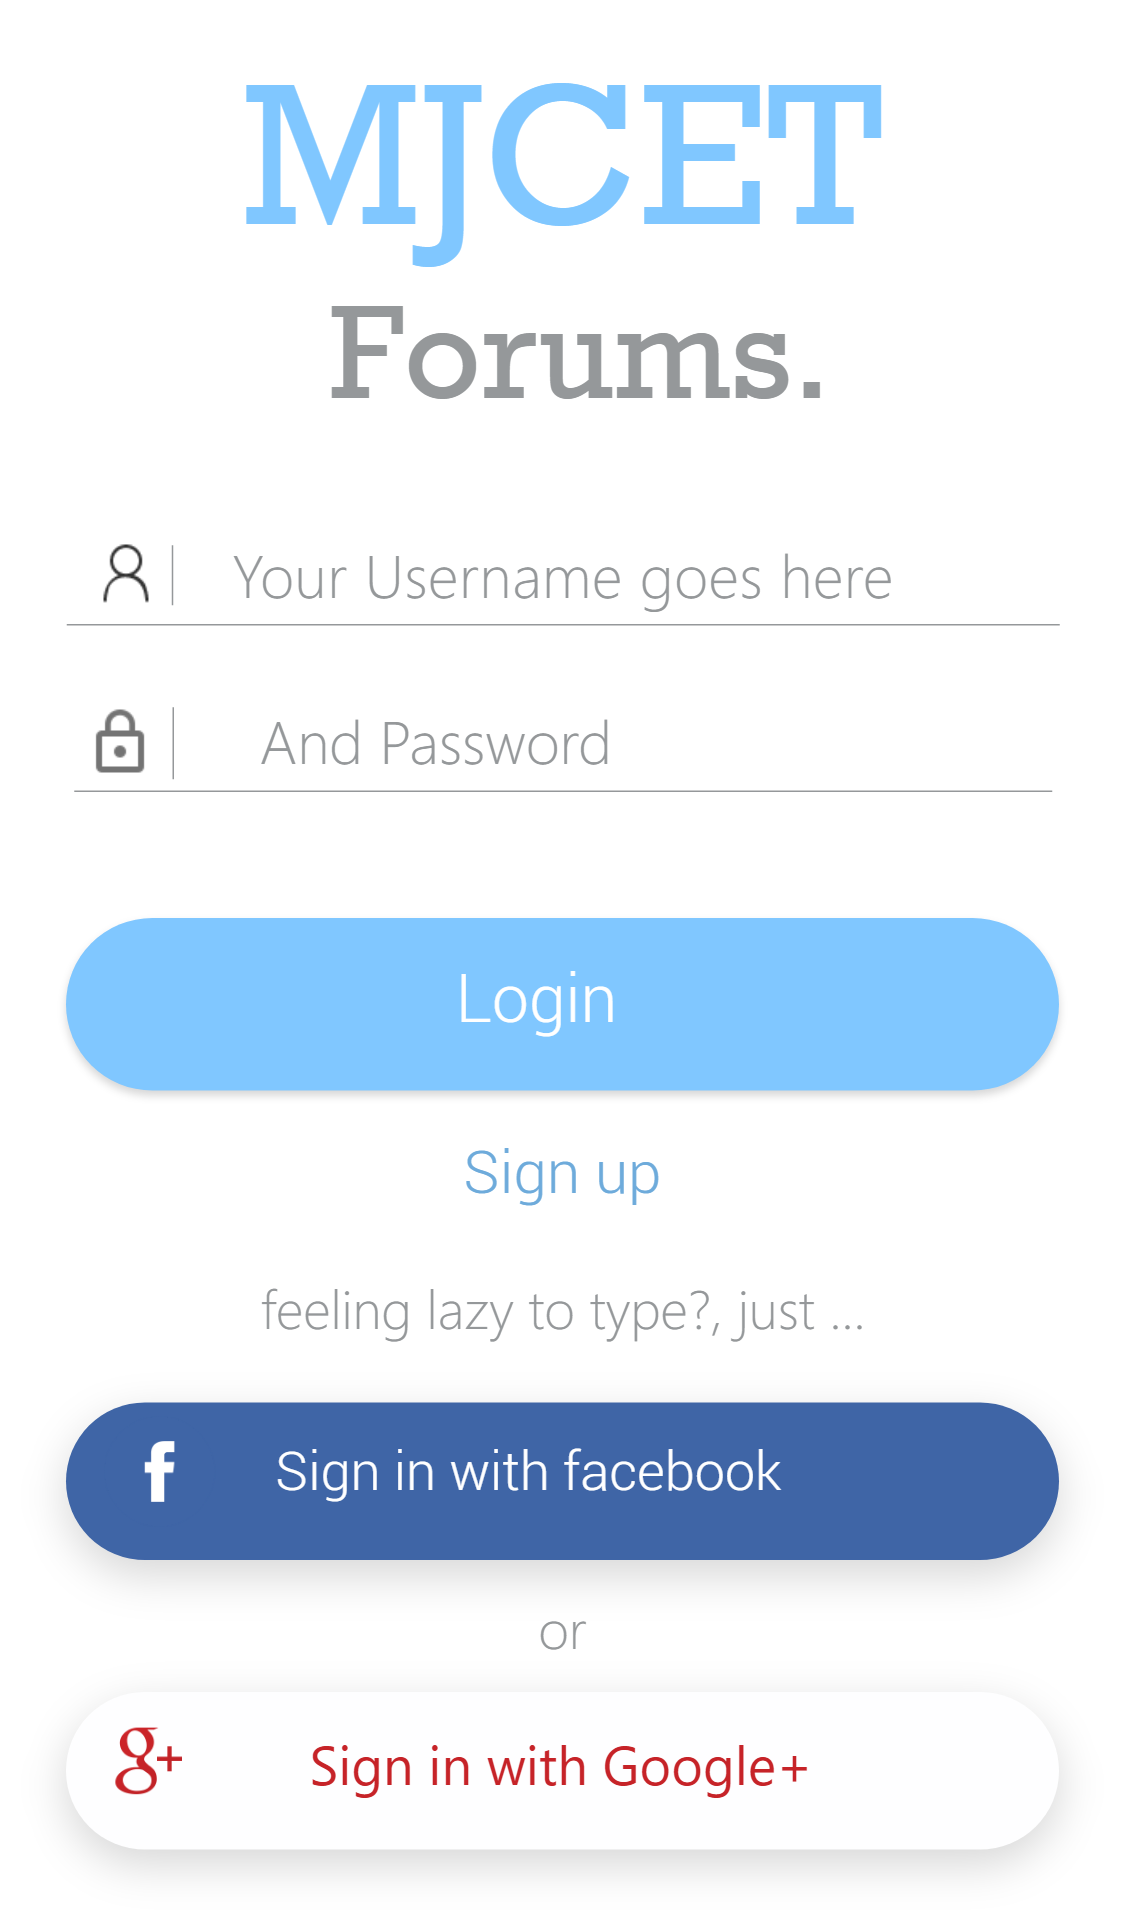 MJCET
Forums.
Your Username goes here
And Password
Login
Sign up
feeling lazy to type?, just ...
f Sign in with facebook
or
g+ Sign in with Google+